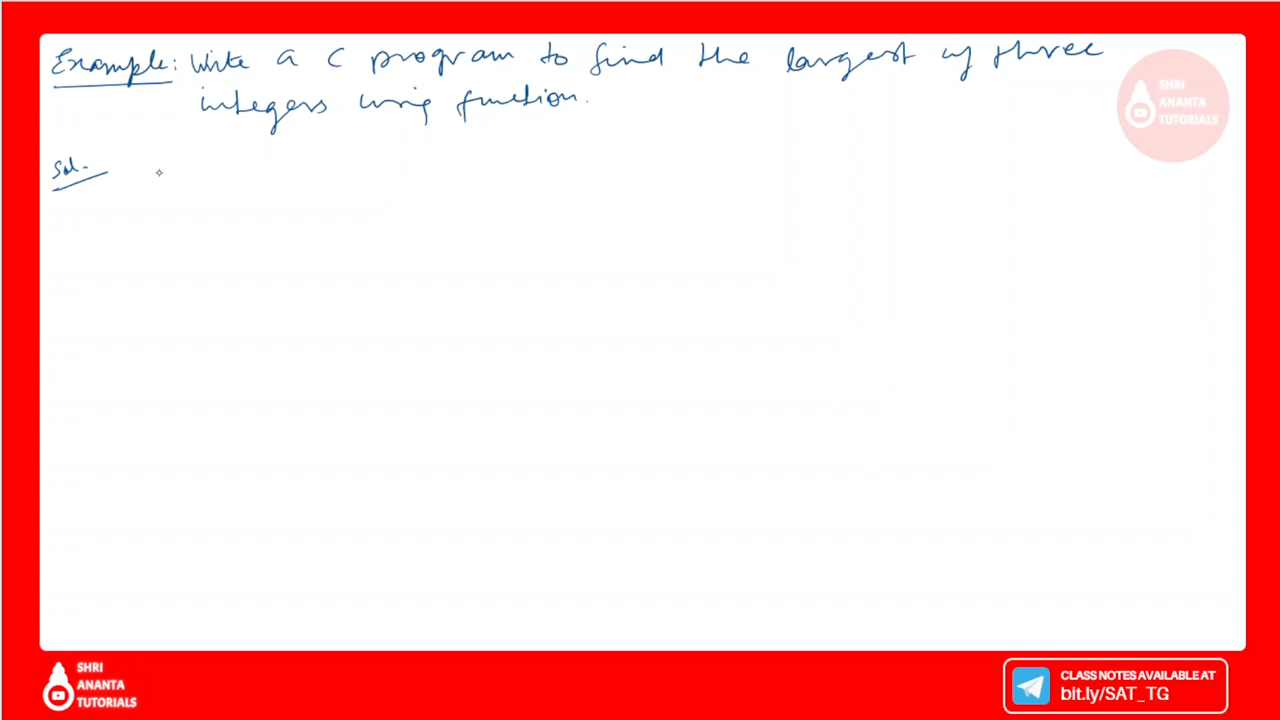 Example: Write a C program to find the largest of three
integers using function.
Sol.
SHRI
ANANTA
TUTORIALS
SHRI
ANANTA
TUTORIALS
CLASS NOTES AVAILABLE AT
bit.ly/SAT_TG